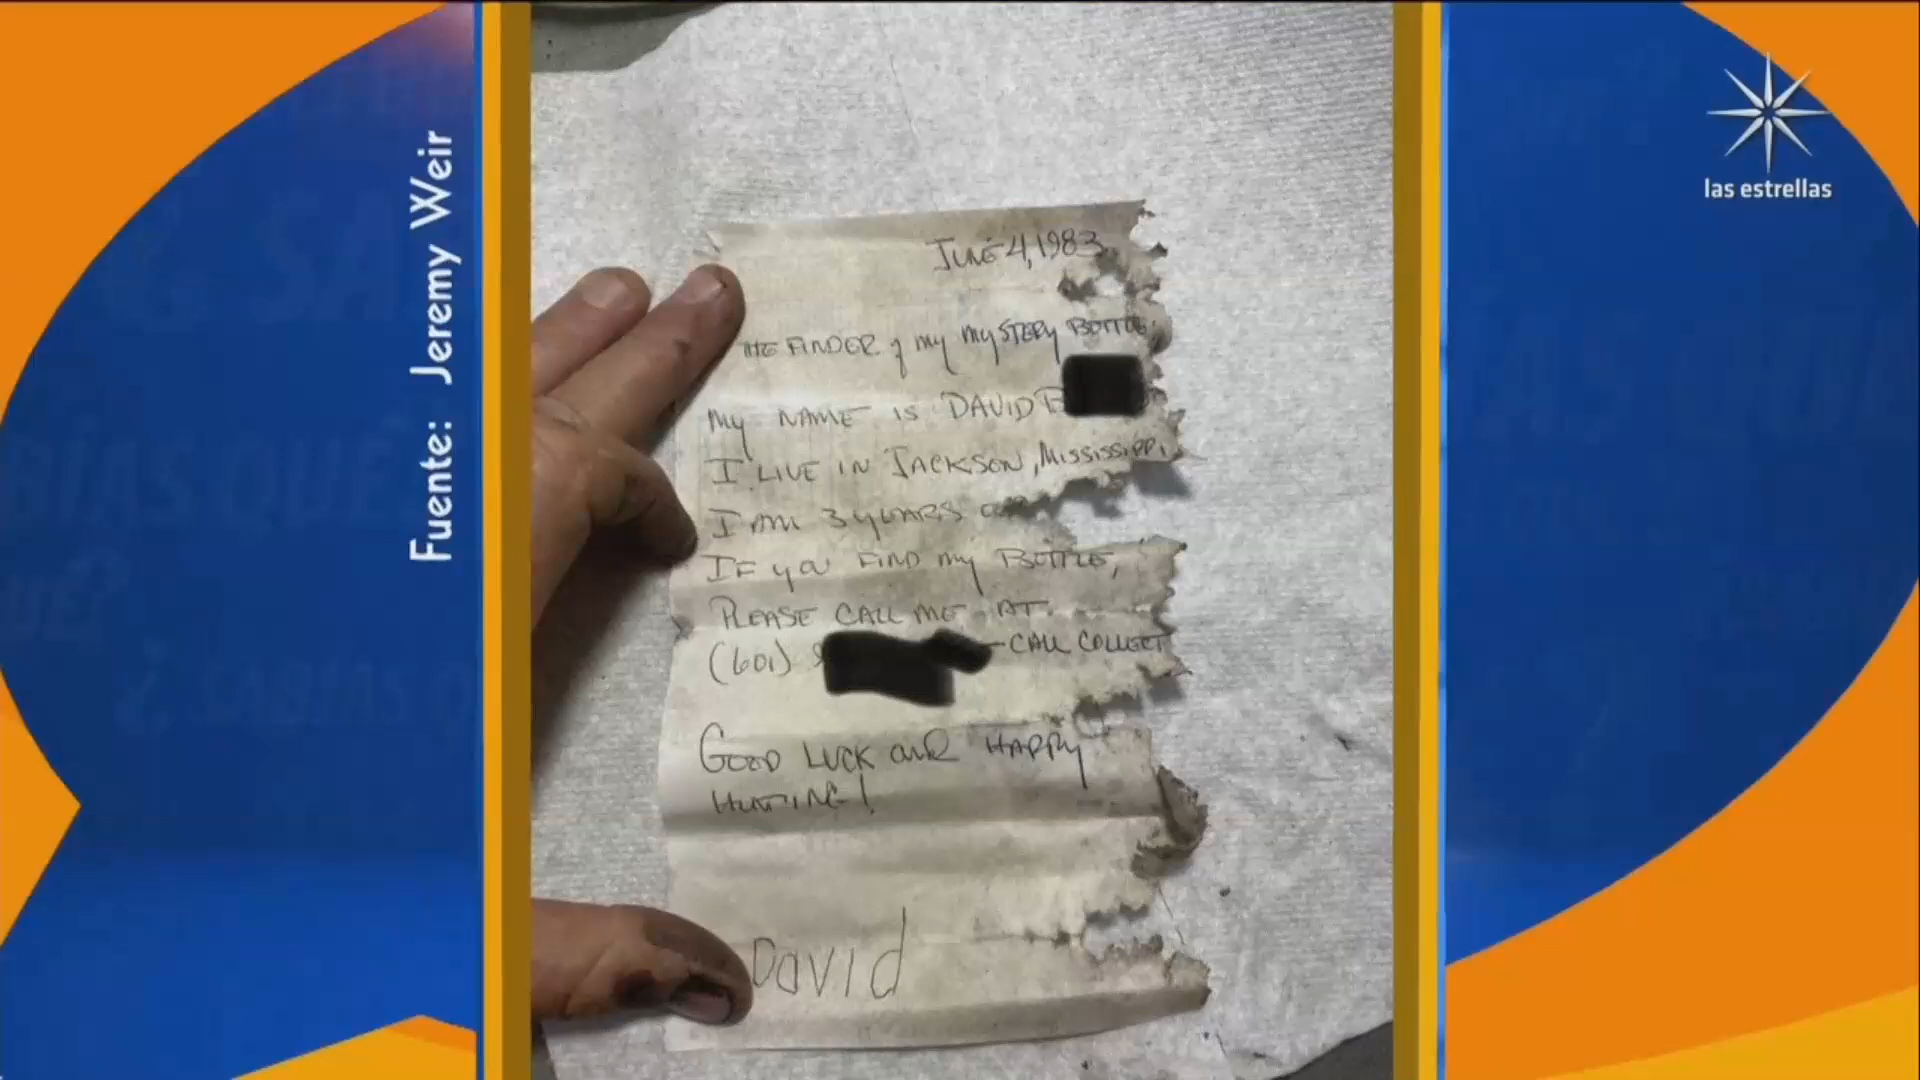 Fuente: Jeremy Weir
las estrellas
JUNE 4, 1983
THE FINDER of my mystery BOTTLE:
my NAME IS DAVID
I LIVE IN JACKSON, MISSISSIPPI,
I AM 3 YEARS
IF you FIND my BOTTLE,
PLEASE CALL ME AT.
(601) - CALL COLLECT
GOOD LUCK and HAPPY
HUNTING!
David